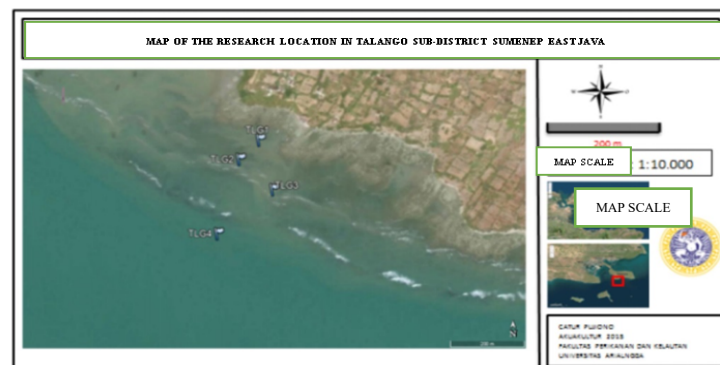 MAP OF THE RESEARCH LOCATION IN TALANGO SUB-DISTRICT SUMENEP EAST JAVA
TLG1
TLG2
TLG3
TLG4
200 m
MAP SCALE 1:10.000
MAP SCALE
N
CATUR PUJIONO
AKUAKULTUR 2013
FAKULTAS PERIKANAN DAN KELAUTAN
UNIVERSITAS AIRLANGGA